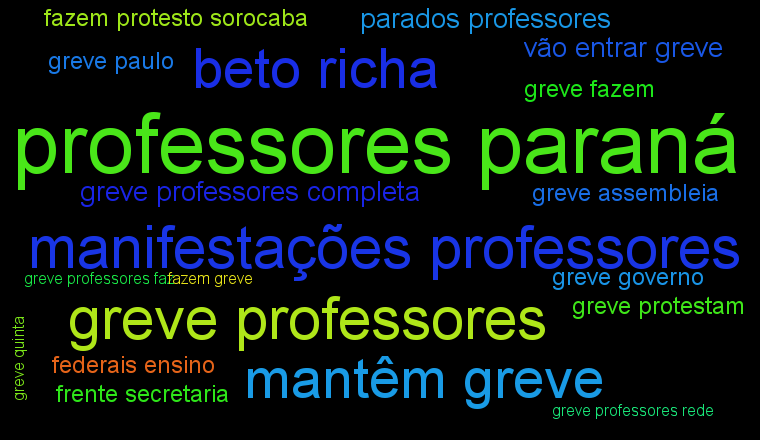 fazem protesto sorocaba
parados professores
greve paulo
beto richa
vão entrar greve
greve fazem
professores paraná
greve professores completa
greve assembleia
manifestações professores
greve professores faz
fazem greve
greve governo
greve professores
greve protestam
greve quinta
federais ensino
mantêm greve
frente secretaria
greve professores rede